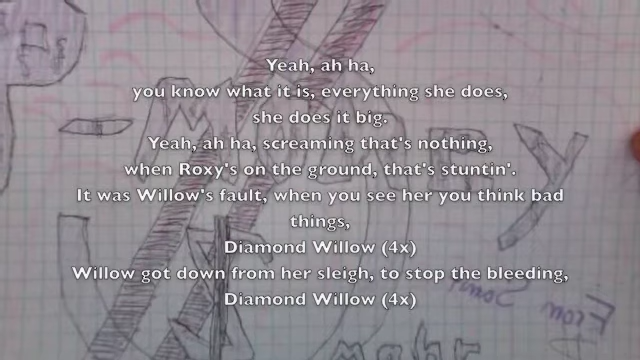 Yeah, ah ha,
you know what it is, everything she does,
she does it big.
Yeah, ah ha, screaming that's nothing,
when Roxy's on the ground, that's stuntin'.
It was Willow's fault, when you see her you think bad
things,
Diamond Willow (4x)
Willow got down from her sleigh, to stop the bleeding,
Diamond Willow (4x)